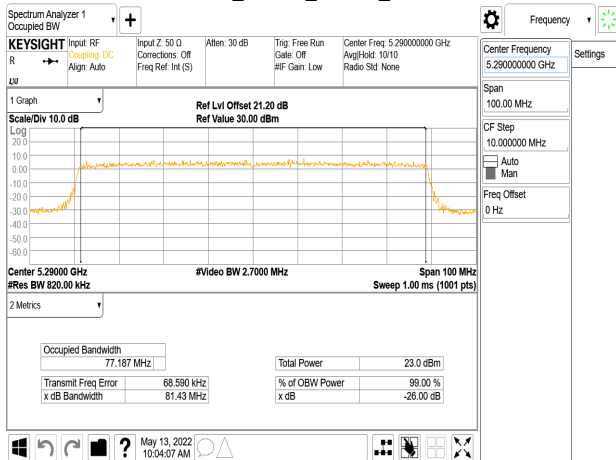 Spectrum Analyzer 1
Occupied BW
Frequency
KEYSIGHT
R
LXI
Input: RF
Coupling: DC
Align: Auto
Input Z: 50 Ω
Corrections: Off
Freq Ref: Int (S)
Atten: 30 dB
Trig: Free Run
Gate: Off
#IF Gain: Low
Center Freq: 5.290000000 GHz
Avg|Hold: 10/10
Radio Std: None
Center Frequency
5.290000000 GHz
Settings
Span
100.00 MHz
CF Step
10.000000 MHz
Auto
Man
Freq Offset
0 Hz
1 Graph
Scale/Div 10.0 dB
Ref Lvl Offset 21.20 dB
Ref Value 30.00 dBm
Log
20.0
10.0
0.00
-10.0
-20.0
-30.0
-40.0
-50.0
-60.0
Center 5.29000 GHz
#Video BW 2.7000 MHz
Span 100 MHz
#Res BW 820.00 kHz
Sweep 1.00 ms (1001 pts)
2 Metrics
Occupied Bandwidth
77.187 MHz
Total Power 23.0 dBm
Transmit Freq Error 68.590 kHz
% of OBW Power 99.00 %
x dB Bandwidth 81.43 MHz
x dB -26.00 dB
?
May 13, 2022
10:04:07 AM